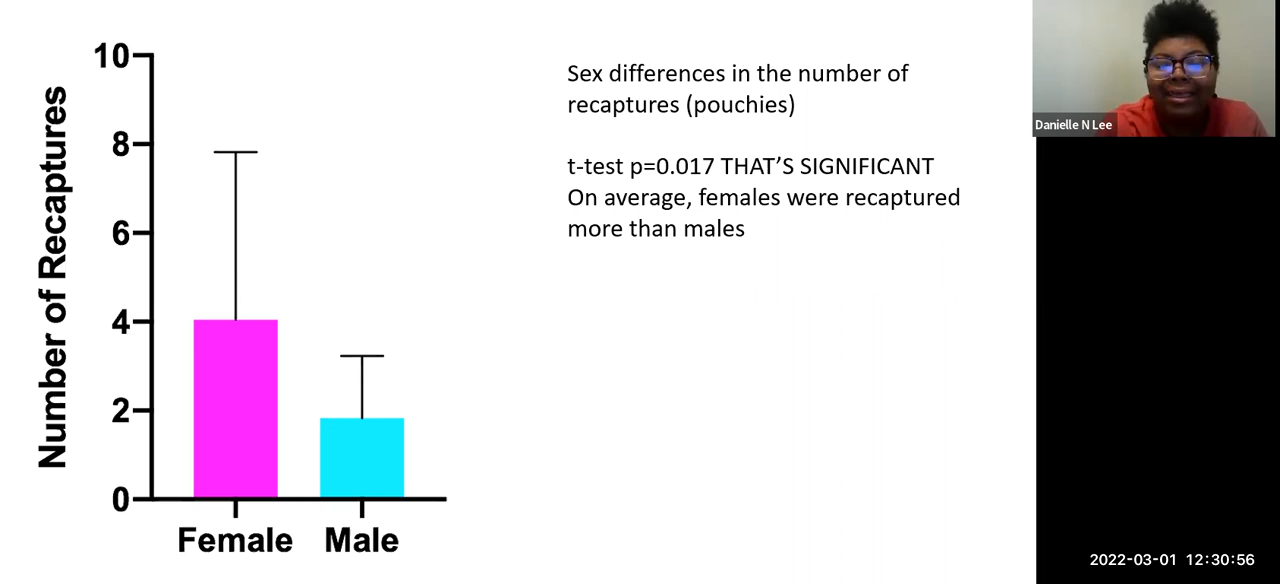 10
8
6
4
2
0
Number of Recaptures
Female Male
Sex differences in the number of
recaptures (pouchies)
t-test p=0.017 THAT’S SIGNIFICANT
On average, females were recaptured
more than males
Danielle N Lee
2022-03-01 12:30:56